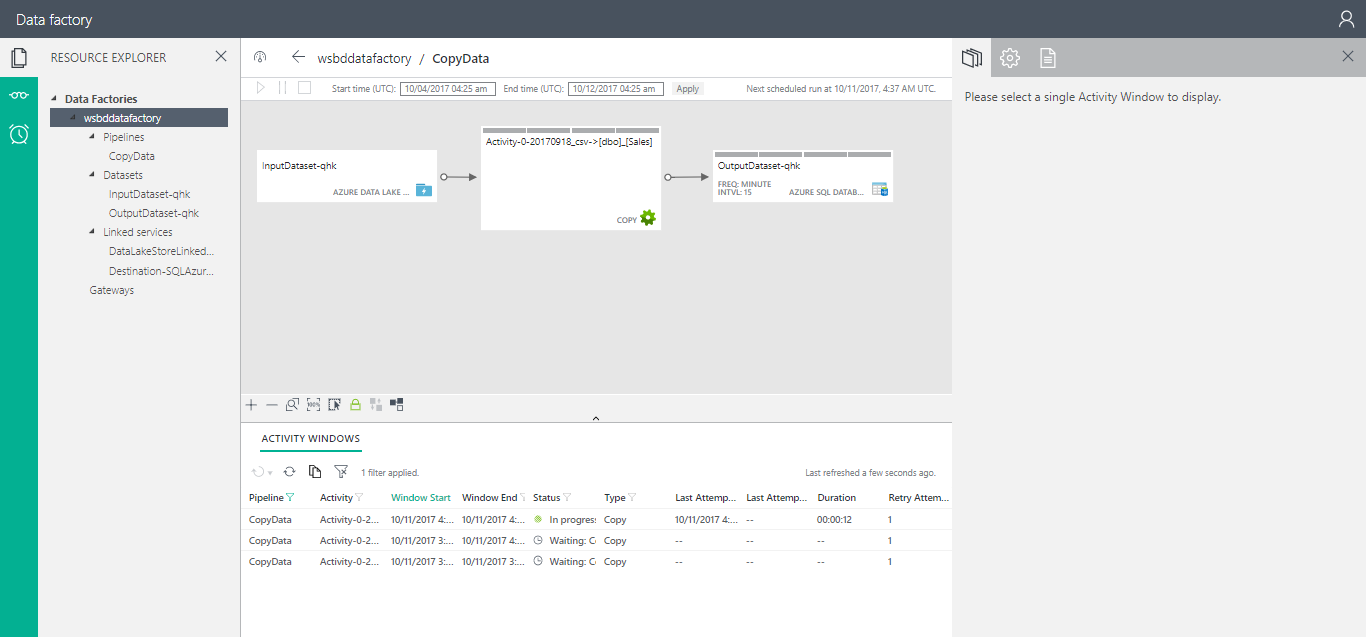 Data factory
RESOURCE EXPLORER
Data Factories
wsbddatafactory
Pipelines
CopyData
Datasets
InputDataset-qhk
OutputDataset-qhk
Linked services
DataLakeStoreLinked...
Destination-SQLAzur...
Gateways
wsbddatafactory / CopyData
Start time (UTC): 10/04/2017 04:25 am End time (UTC): 10/12/2017 04:25 am Apply Next scheduled run at 10/11/2017, 4:37 AM UTC.
InputDataset-qhk
AZURE DATA LAKE ...
Activity-0-20170918_csv->[dbo]_[Sales]
COPY
OutputDataset-qhk
FREQ: MINUTE
INTVL: 15 AZURE SQL DATAB...
100%
ACTIVITY WINDOWS
1 filter applied. Last refreshed a few seconds ago.
Pipeline Activity Window Start Window End Status Type Last Attemp... Last Attemp... Duration Retry Attem...
CopyData Activity-0-2... 10/11/2017 4:... 10/11/2017 4:... In progress Copy 10/11/2017 4:... -- 00:00:12 1
CopyData Activity-0-2... 10/11/2017 3:... 10/11/2017 4:... Waiting: C Copy -- -- -- 1
CopyData Activity-0-2... 10/11/2017 3:... 10/11/2017 3:... Waiting: C Copy -- -- -- 1
Please select a single Activity Window to display.